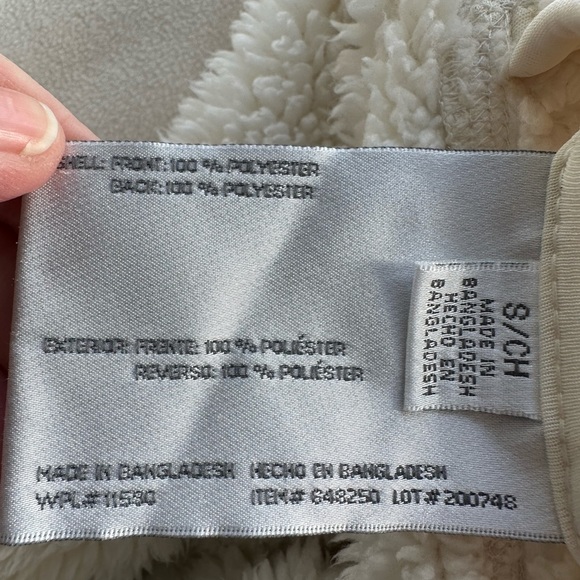 SHELL: FRONT: 100 % POLYESTER
BACK: 100 % POLYESTER
EXTERIOR: FRENTE: 100 % POLIÉSTER
REVERSO: 100 % POLIÉSTER
MADE IN BANGLADESH HECHO EN BANGLADESH
WPL# 11580 ITEM# 648250 LOT# 200748
S/CH
MADE IN
BANGLADESH
HECHO EN
BANGLADESH